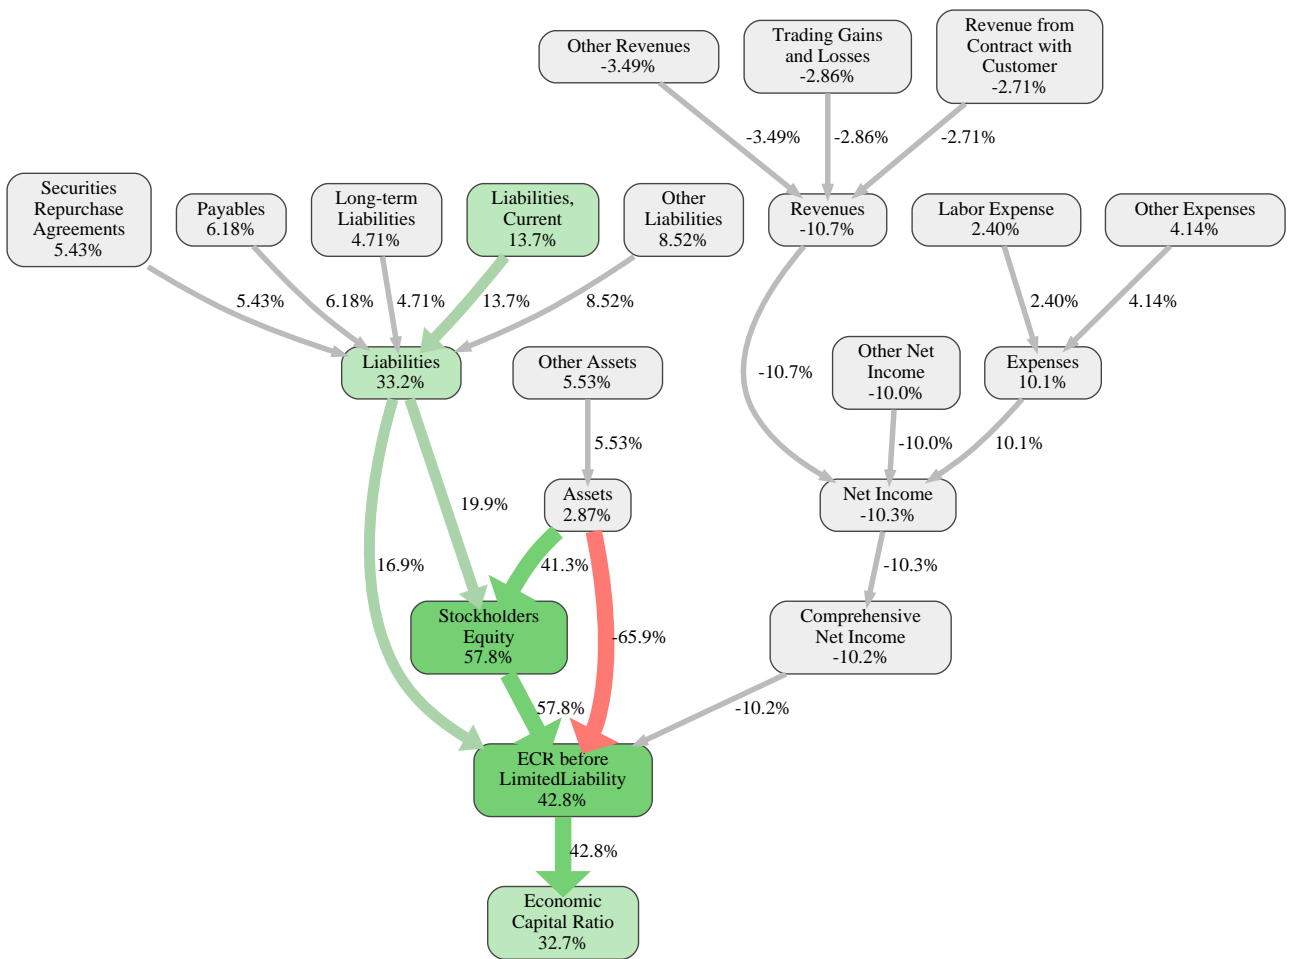 Other Revenues
-3.49%
Trading Gains
and Losses
-2.86%
Revenue from
Contract with
Customer
-2.71%
-3.49%
-2.86%
-2.71%
Securities
Repurchase
Agreements
5.43%
Payables
6.18%
Long-term
Liabilities
4.71%
Liabilities,
Current
13.7%
Other
Liabilities
8.52%
Revenues
-10.7%
Labor Expense
2.40%
Other Expenses
4.14%
5.43%
6.18%
4.71%
13.7%
8.52%
2.40%
4.14%
Liabilities
33.2%
Other Assets
5.53%
-10.7%
Other Net
Income
-10.0%
Expenses
10.1%
5.53%
-10.0%
10.1%
19.9%
Assets
2.87%
Net Income
-10.3%
16.9%
41.3%
-10.3%
Stockholders
Equity
57.8%
-65.9%
Comprehensive
Net Income
-10.2%
57.8%
-10.2%
ECR before
LimitedLiability
42.8%
42.8%
Economic
Capital Ratio
32.7%